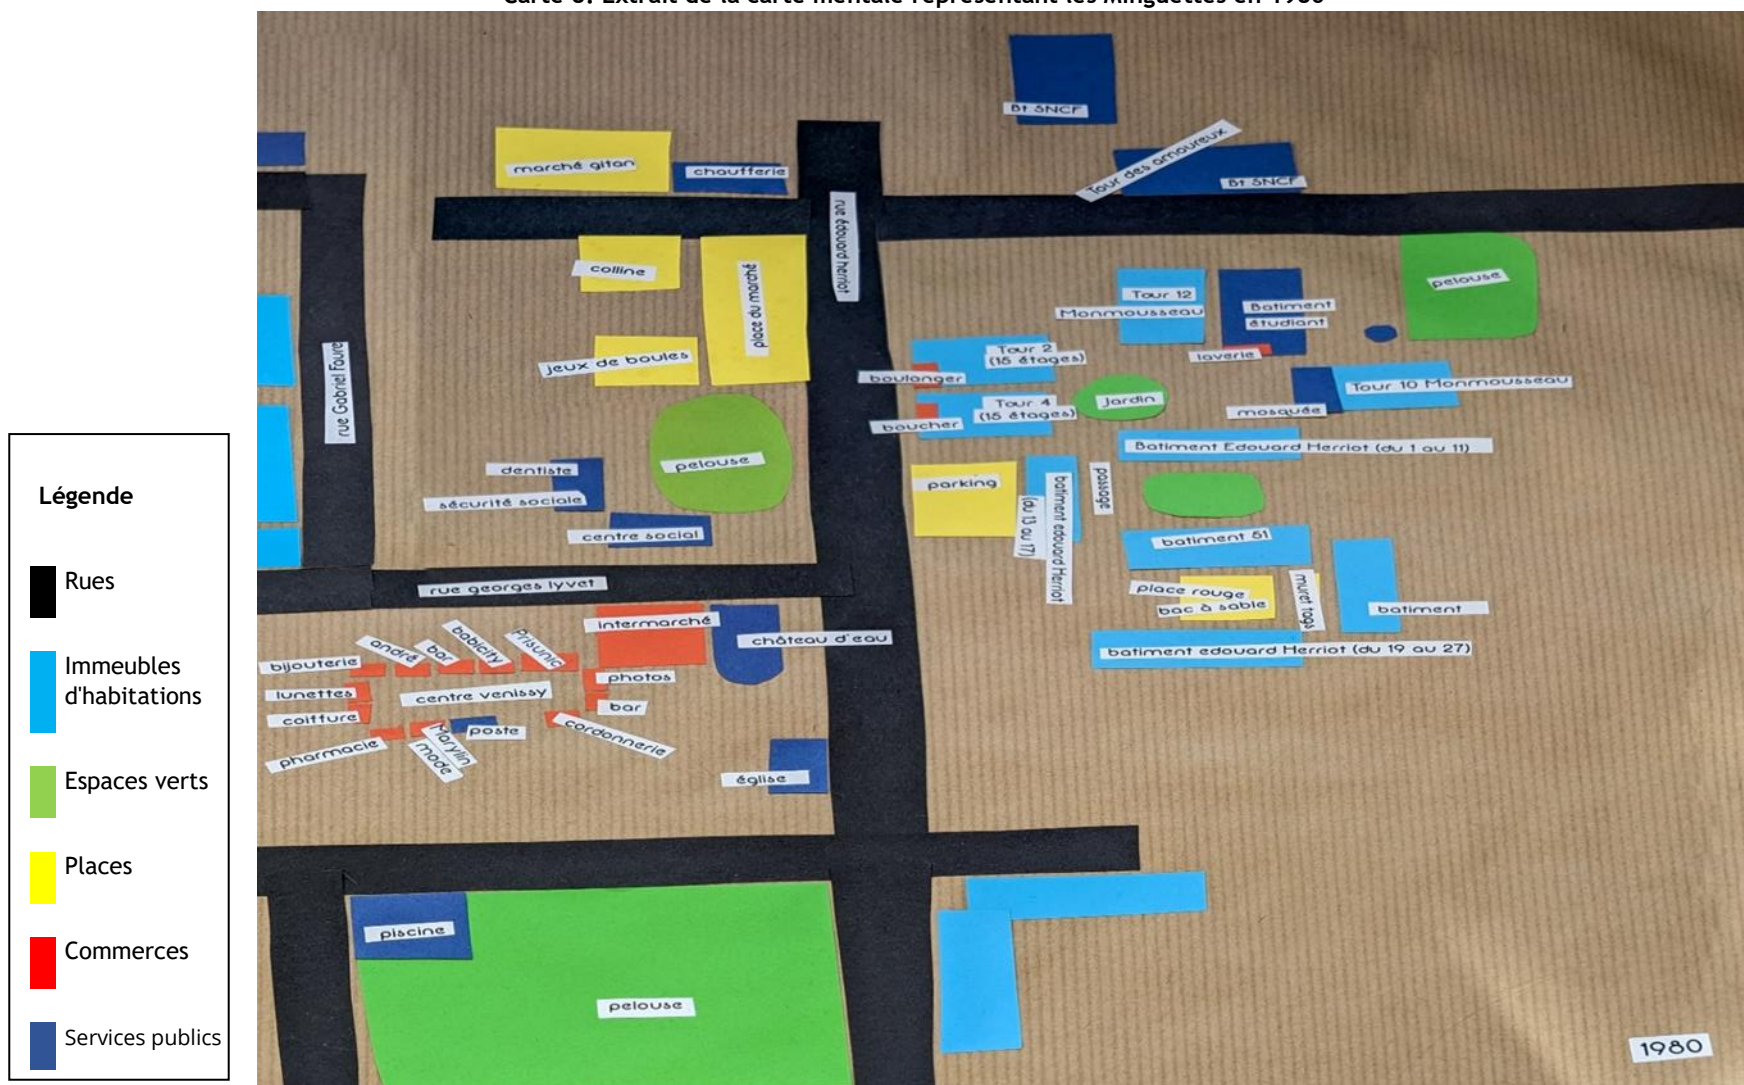 Carte 6: Extrait de la carte mentale représentant les Minguettes en 1980
Bt SNCF
Tour des amoureux
Bt SNCF
marché gitan
chaufferie
rue édouard herriot
colline
place du marché
jeux de boules
rue Gabriel Faure
pelouse
dentiste
sécurité sociale
centre social
rue georges lyvet
Tour 12
Monmousseau
Batiment
étudiant
laverie
pelouse
Tour 2
(15 étages)
boulanger
Tour 4
(15 étages)
boucher
Jardin
Tour 10 Monmousseau
mosquée
Batiment Edouard Herriot (du 1 au 11)
parking
batiment edouard Herriot
(du 13 au 17)
passage
batiment 51
place rouge
bac à sable
muret tags
batiment
batiment edouard Herriot (du 19 au 27)
intermarché
château d'eau
bijouterie
andré
bar
babicity
Prisunic
lunettes
centre venissy
photos
coiffure
bar
pharmacie
Marylin
mode
poste
cordonnerie
église
piscine
pelouse
1980
Légende
Rues
Immeubles
d'habitations
Espaces verts
Places
Commerces
Services publics